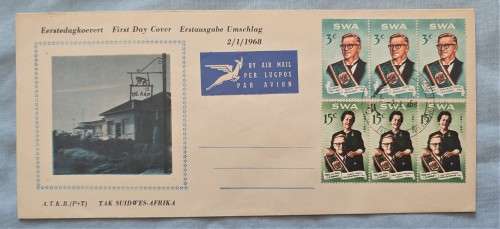 Eerstedagkoevert First Day Cover Erstausgabe Umschlag
2/1/1968
BY AIR MAIL
PER LUGPOS
PAR AVION
SWA SWA SWA
3c 3c 3c
SWA SWA SWA
15c 15c 15c
A.T.K.B.(P+T) TAK SUIDWES-AFRIKA